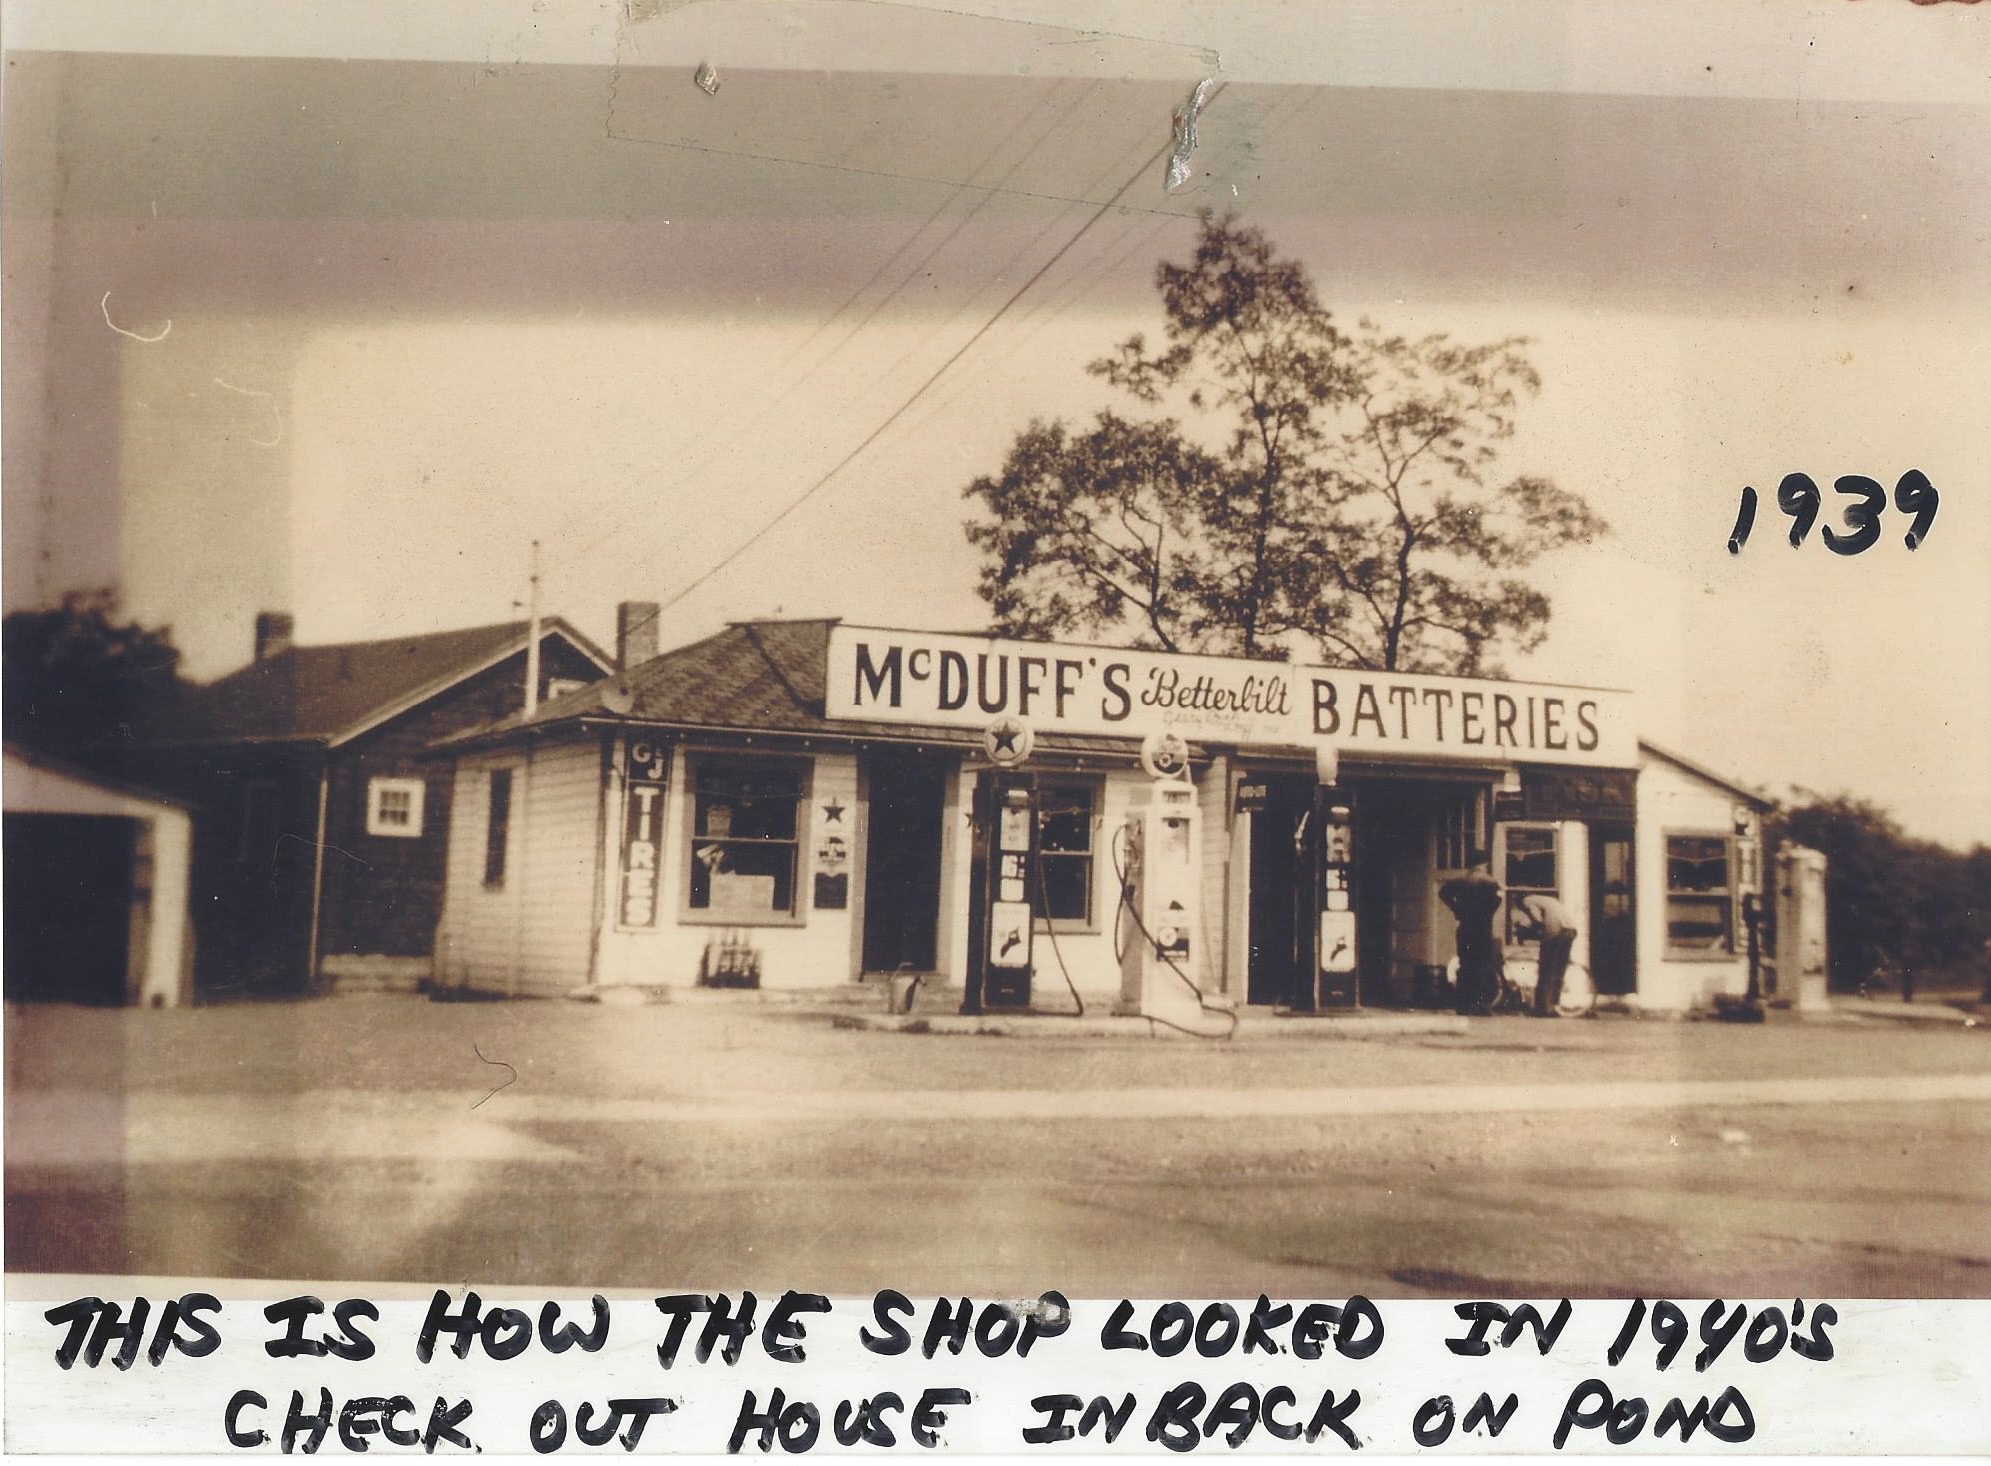 1939
McDUFF'S Betterbilt BATTERIES
G&J
TIRES
THIS IS HOW THE SHOP LOOKED IN 1940'S
CHECK OUT HOUSE IN BACK ON POND